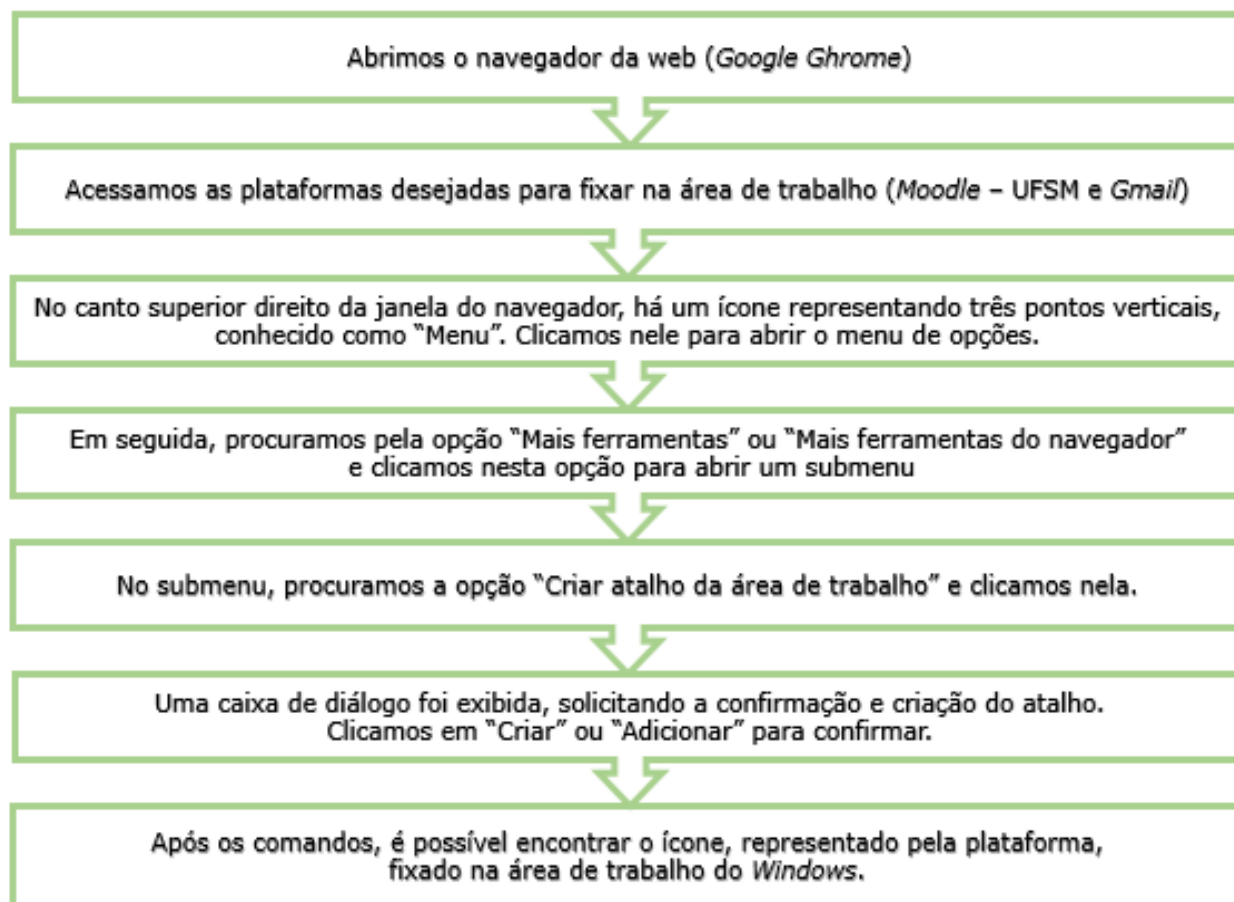 Abrimos o navegador da web (Google Ghrome)
Acessamos as plataformas desejadas para fixar na área de trabalho (Moodle – UFSM e Gmail)
No canto superior direito da janela do navegador, há um ícone representando três pontos verticais,
conhecido como “Menu”. Clicamos nele para abrir o menu de opções.
Em seguida, procuramos pela opção “Mais ferramentas” ou “Mais ferramentas do navegador”
e clicamos nesta opção para abrir um submenu
No submenu, procuramos a opção “Criar atalho da área de trabalho” e clicamos nela.
Uma caixa de diálogo foi exibida, solicitando a confirmação e criação do atalho.
Clicamos em “Criar” ou “Adicionar” para confirmar.
Após os comandos, é possível encontrar o ícone, representado pela plataforma,
fixado na área de trabalho do Windows.